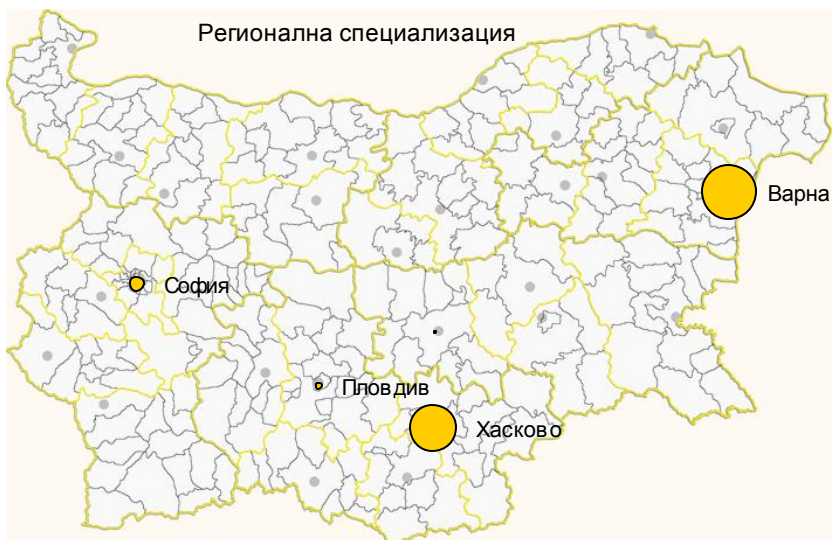 Регионална специализация
Варна
София
Пловдив
Хасково